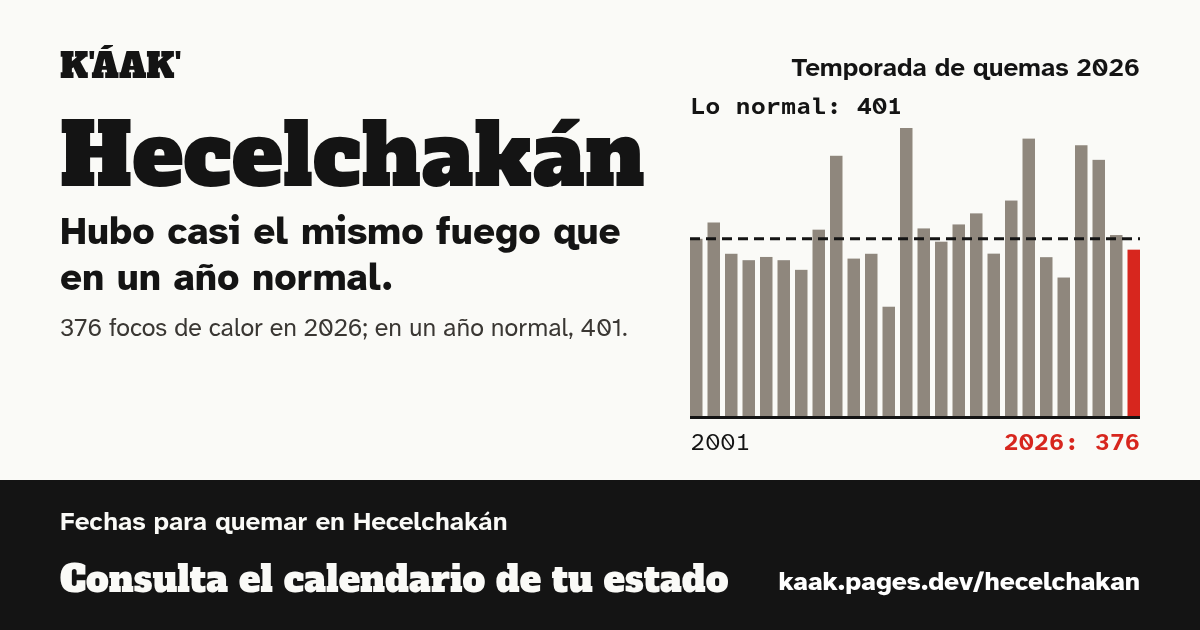 K'ÁAK'
Hecelchakán
Hubo casi el mismo fuego que
en un año normal.
376 focos de calor en 2026; en un año normal, 401.
Temporada de quemas 2026
Lo normal: 401
2001
2026: 376
Fechas para quemar en Hecelchakán
Consulta el calendario de tu estado
kaak.pages.dev/hecelchakan